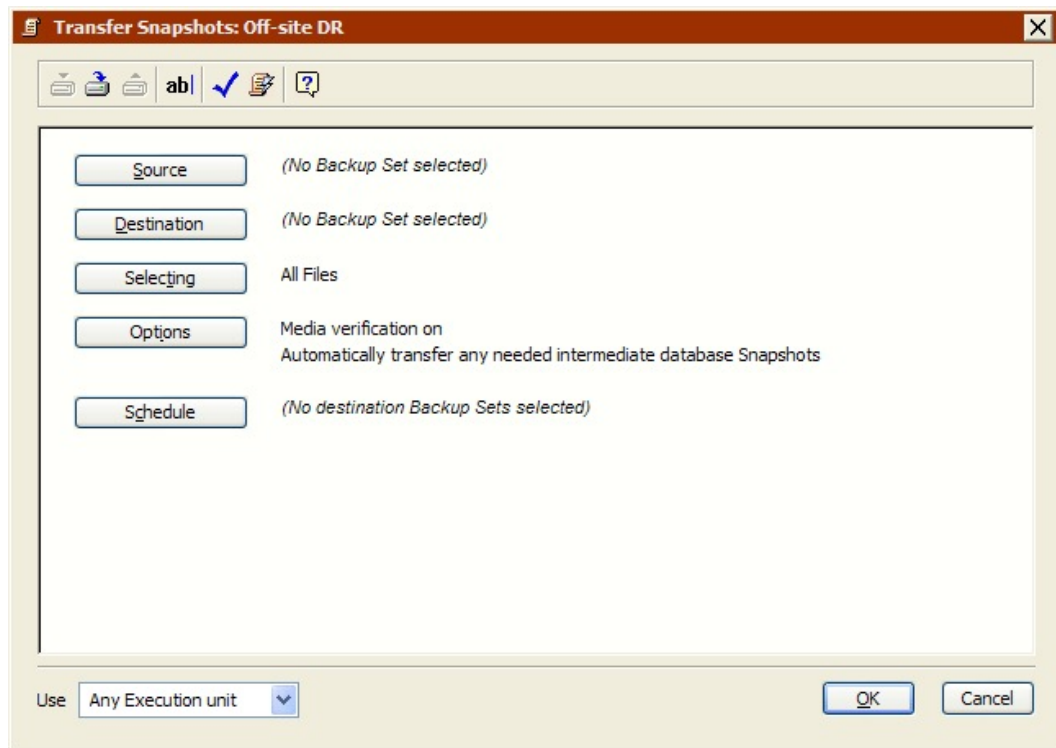 Transfer Snapshots: Off-site DR
ab|
Source (No Backup Set selected)
Destination (No Backup Set selected)
Selecting All Files
Options Media verification on
Automatically transfer any needed intermediate database Snapshots
Schedule (No destination Backup Sets selected)
Use Any Execution unit OK Cancel